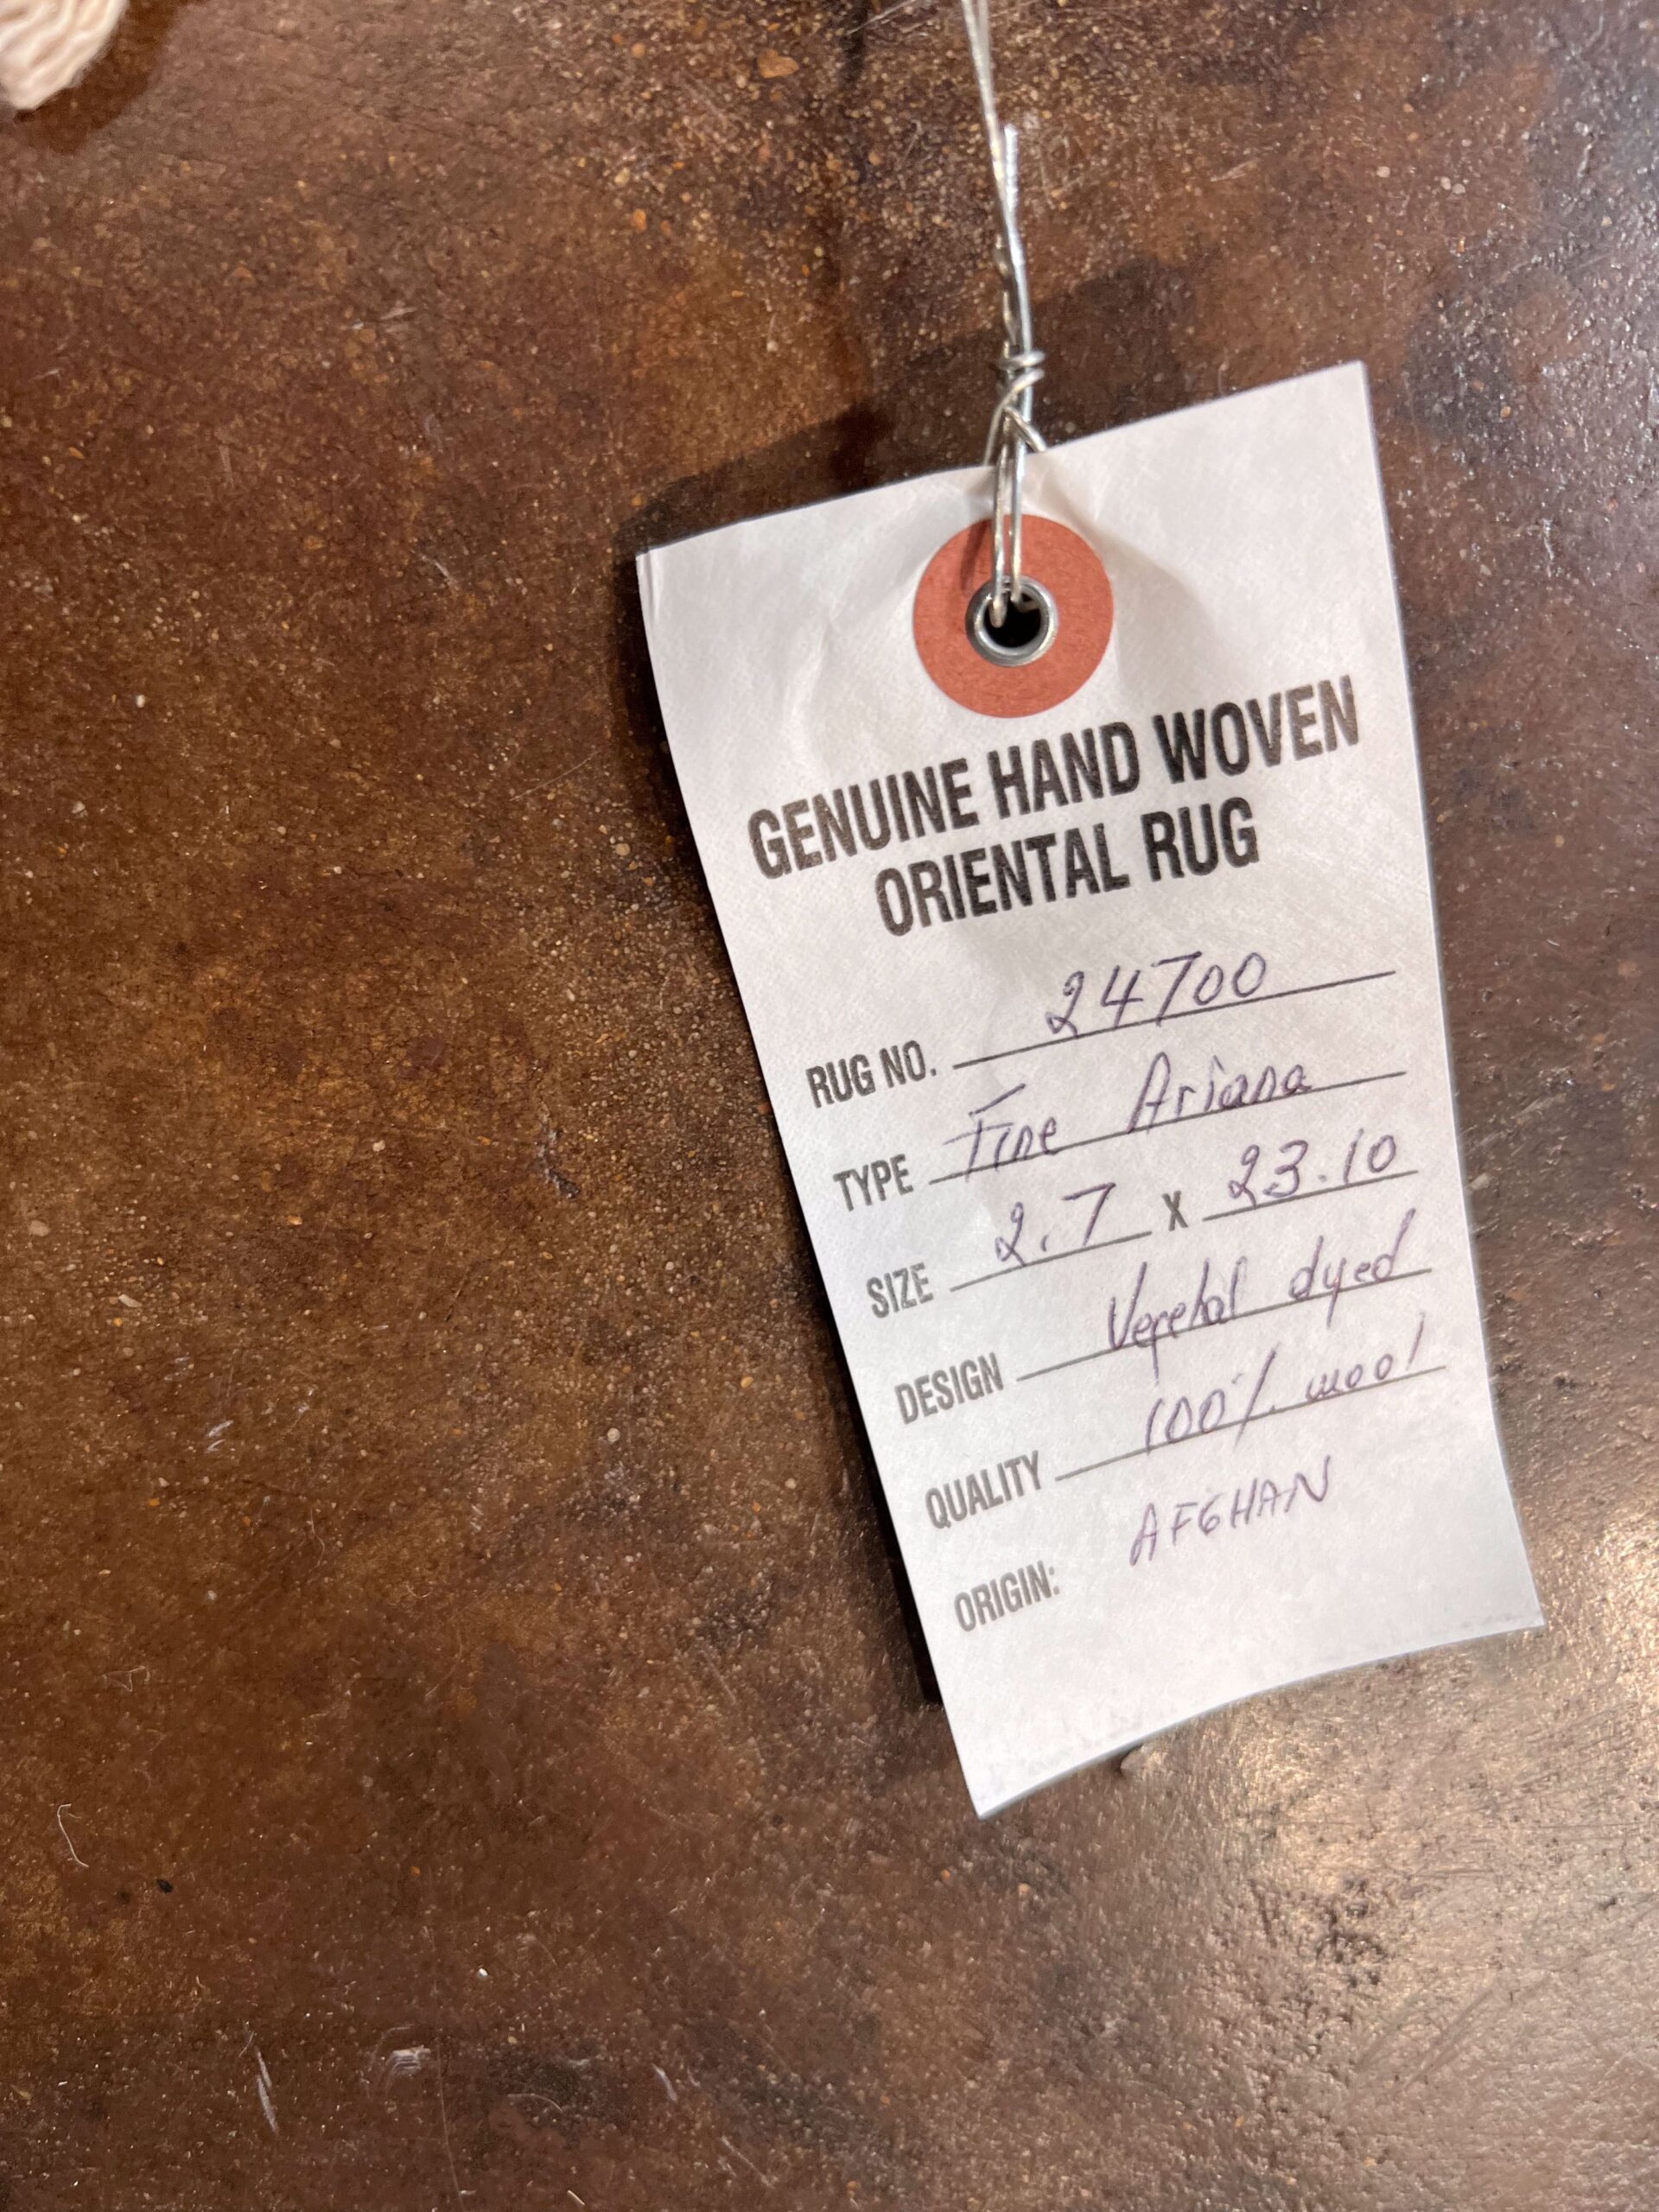 GENUINE HAND WOVEN
ORIENTAL RUG
RUG NO. 24700
TYPE Fine Ariana
SIZE 2.7 X 23.10
DESIGN Vegetal dyed
QUALITY 100% wool
ORIGIN: AFGHAN